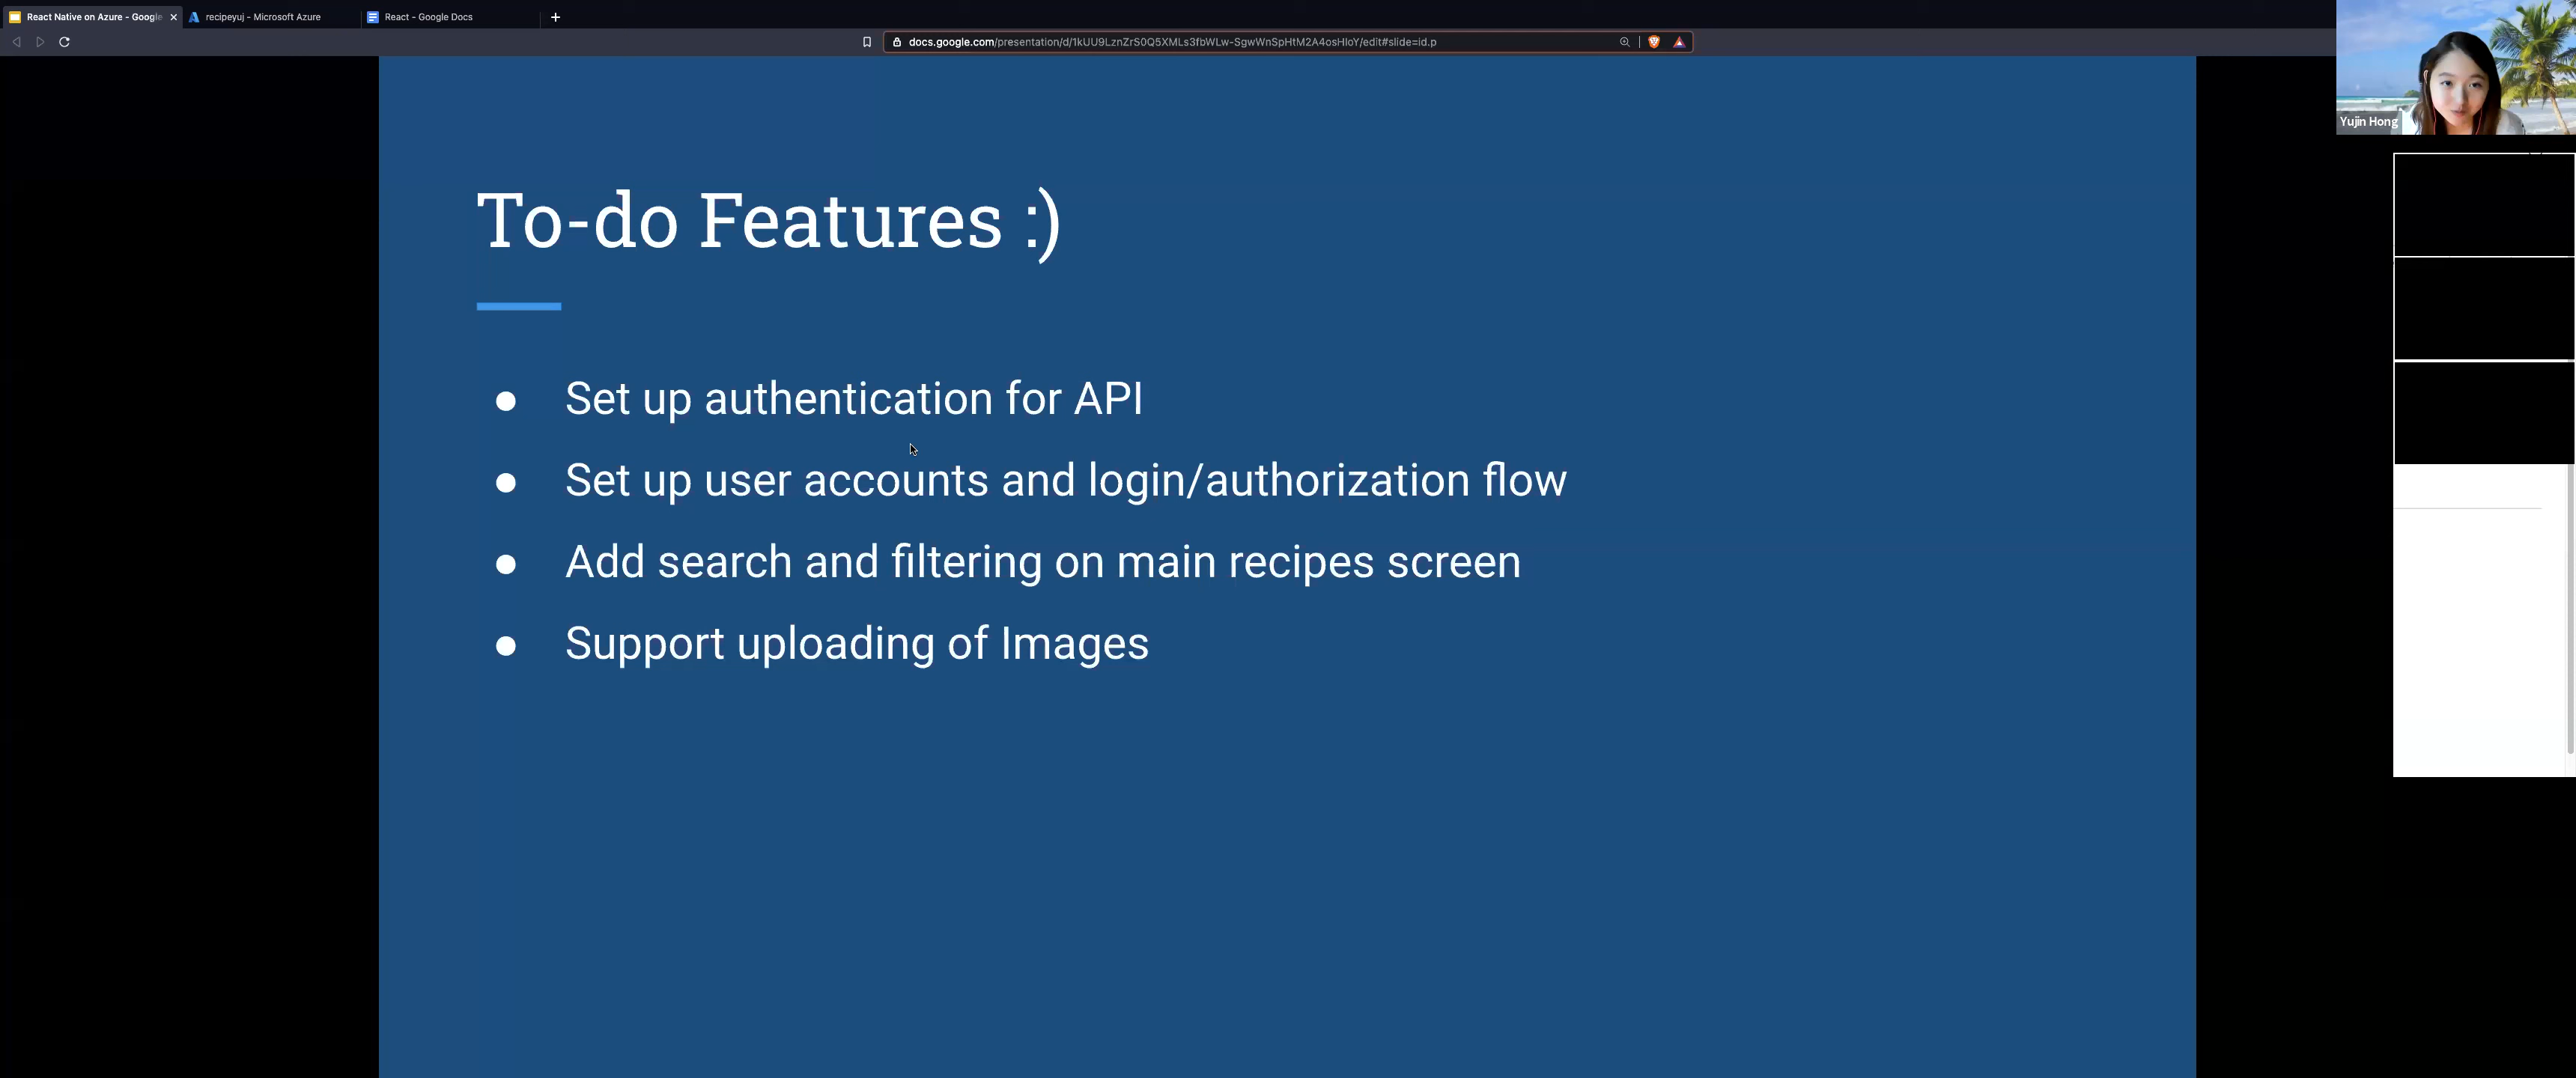 React Native on Azure - Google
recipeyuj - Microsoft Azure
React - Google Docs
docs.google.com/presentation/d/1kUU9LznZrS0Q5XMLs3fbWLw-SgwWnSpHtM2A4osHIoY/edit#slide=id.p
Yujin Hong
To-do Features :)
● Set up authentication for API
● Set up user accounts and login/authorization flow
● Add search and filtering on main recipes screen
● Support uploading of Images